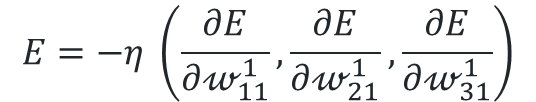 E = −η (∂E/∂w¹₁₁, ∂E/∂w¹₂₁, ∂E/∂w¹₃₁)